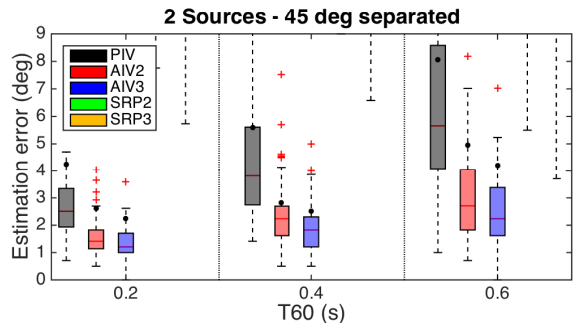 2 Sources - 45 deg separated
Estimation error (deg)
9
8
7
6
5
4
3
2
1
0
PIV
AIV2
AIV3
SRP2
SRP3
0.2
0.4
0.6
T60 (s)